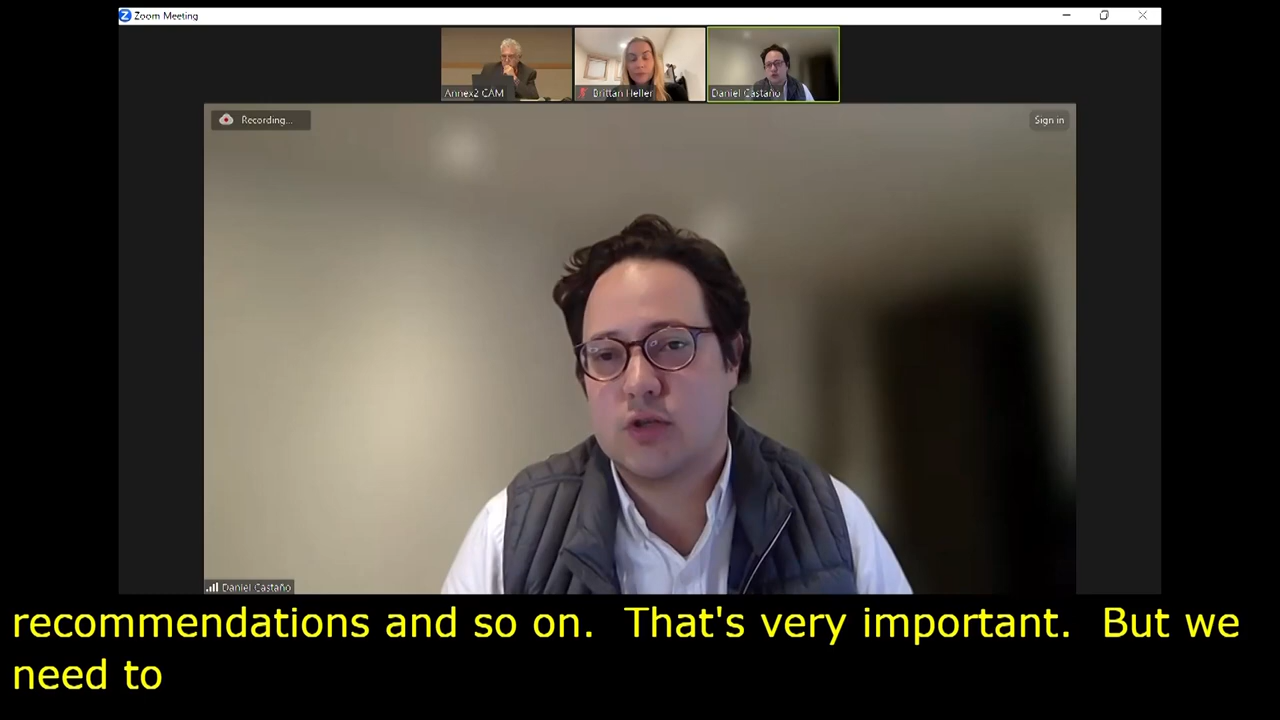 Zoom Meeting
Annex2 CAM
Brittan Heller
Daniel Castaño
Recording...
Sign in
Daniel Castaño
recommendations and so on.  That's very important.  But we
need to